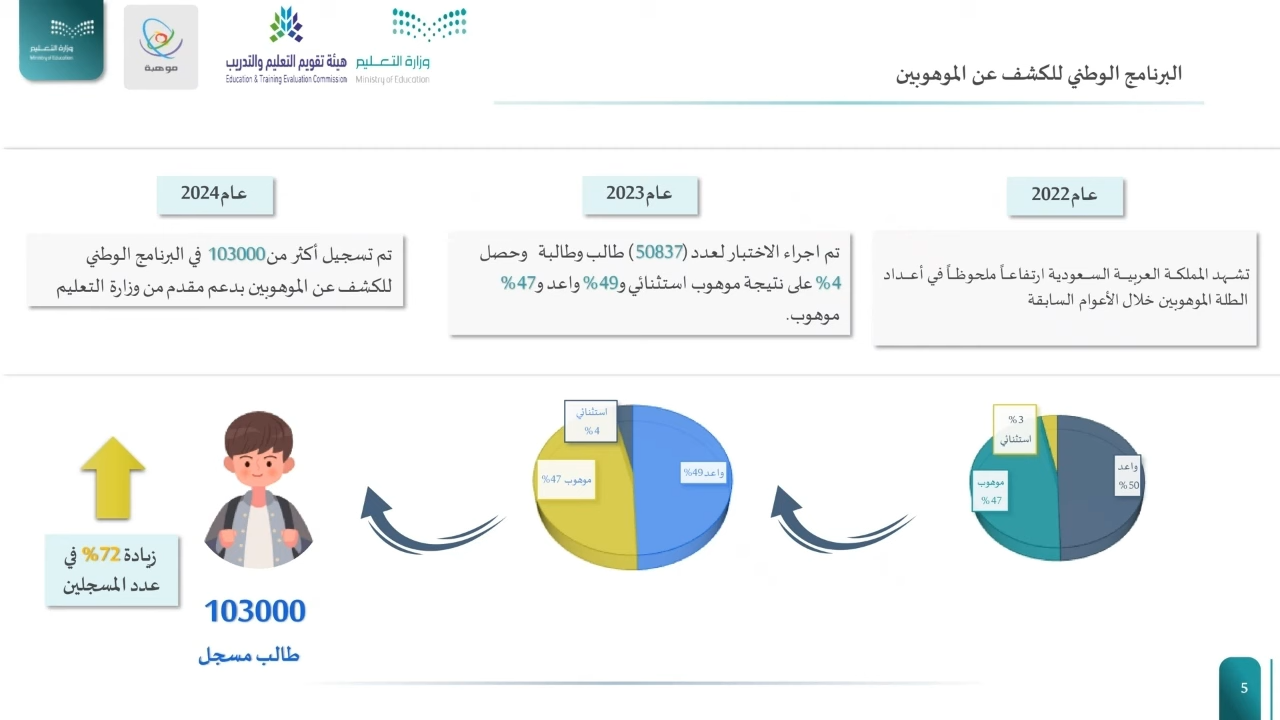 وزارة التعـليم
Ministry of Education
موهبة
هيئة تقويم التعليم والتدريب
Education & Training Evaluation Commission
وزارة التعـليم
Ministry of Education
البرنامج الوطني للكشف عن الموهوبين
عام2022
تشهد المملكة العربية السعودية ارتفاعاً ملحوظاً في أعداد
الطلة الموهوبين خلال الأعوام السابقة
عام2023
تم اجراء الاختبار لعدد (50837) طالب وطالبة وحصل
4% على نتيجة موهوب استثنائي و49% واعد و47%
موهوب.
عام2024
تم تسجيل أكثر من103000 في البرنامج الوطني
للكشف عن الموهوبين بدعم مقدم من وزارة التعليم
%3
استثنائي
واعد
%50
موهوب
%47
استثنائي
%4
واعد 49%
موهوب 47%
زيادة 72% في
عدد المسجلين
103000
طالب مسجل
5